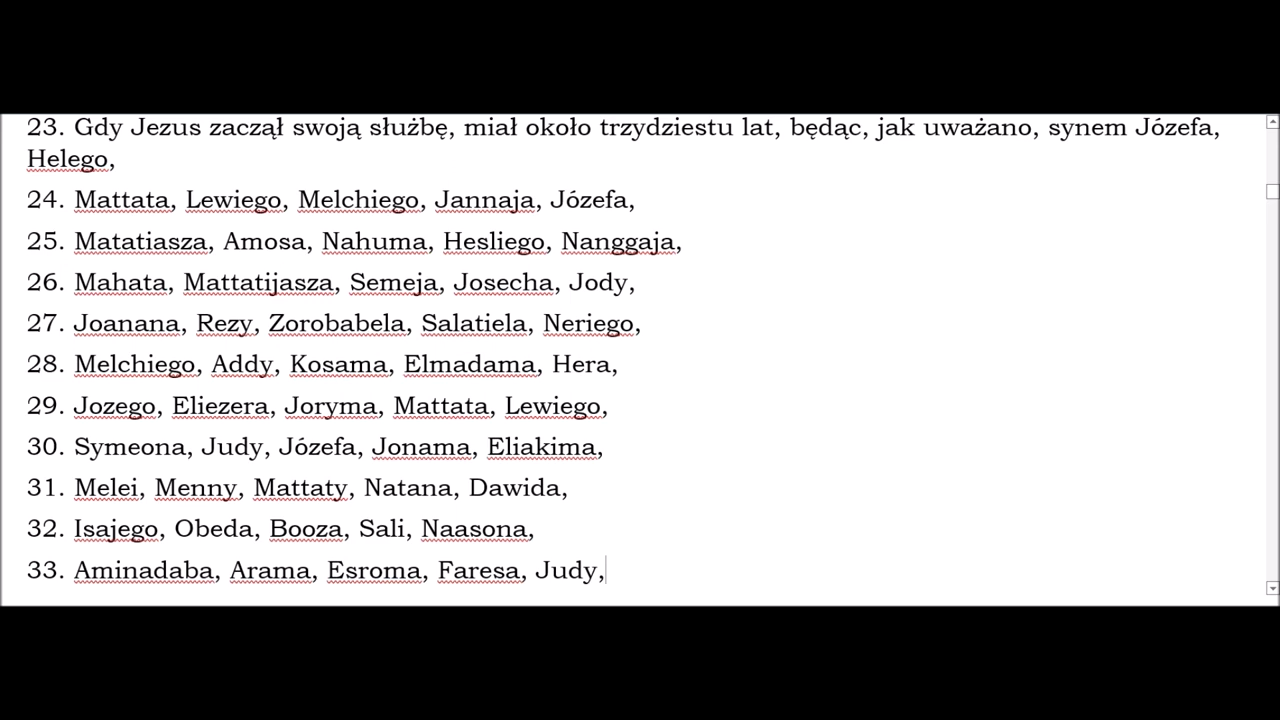 23. Gdy Jezus zaczął swoją służbę, miał około trzydziestu lat, będąc, jak uważano, synem Józefa,
Helego,
24. Mattata, Lewiego, Melchiego, Jannaja, Józefa,
25. Matatiasza, Amosa, Nahuma, Hesliego, Nanggaja,
26. Mahata, Mattatijasza, Semeja, Josecha, Jody,
27. Joanana, Rezy, Zorobabela, Salatiela, Neriego,
28. Melchiego, Addy, Kosama, Elmadama, Hera,
29. Jozego, Eliezera, Joryma, Mattata, Lewiego,
30. Symeona, Judy, Józefa, Jonama, Eliakima,
31. Melei, Menny, Mattaty, Natana, Dawida,
32. Isajego, Obeda, Booza, Sali, Naasona,
33. Aminadaba, Arama, Esroma, Faresa, Judy,